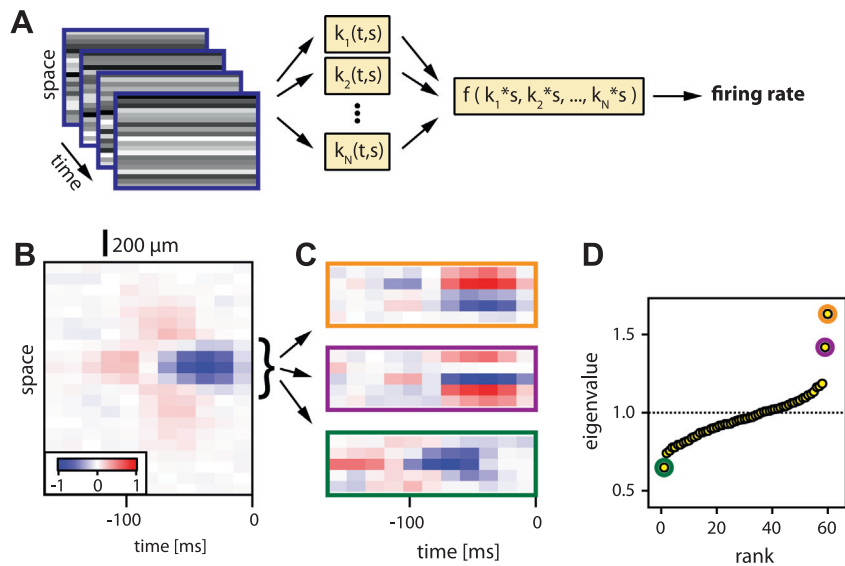 A
space
time
k1(t,s)
k2(t,s)
kN(t,s)
f ( k1*s, k2*s, ..., kN*s )
firing rate
B
200 μm
space
-1 0 1
-100 0
time [ms]
C
-100 0
time [ms]
D
eigenvalue
1.5
1.0
0.5
0 20 40 60
rank